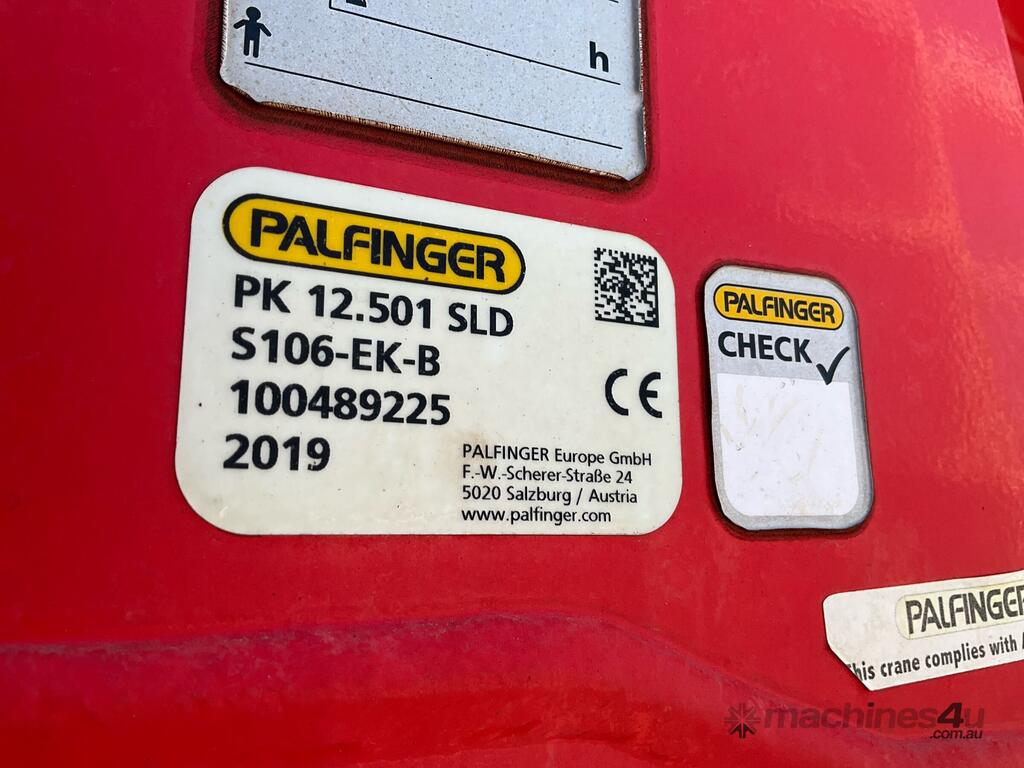 h
PALFINGER
PK 12.501 SLD
S106-EK-B
100489225
2019
CE
PALFINGER Europe GmbH
F.-W.-Scherer-Straße 24
5020 Salzburg / Austria
www.palfinger.com
PALFINGER
CHECK
PALFINGER
his crane complies with
machines4u
.com.au